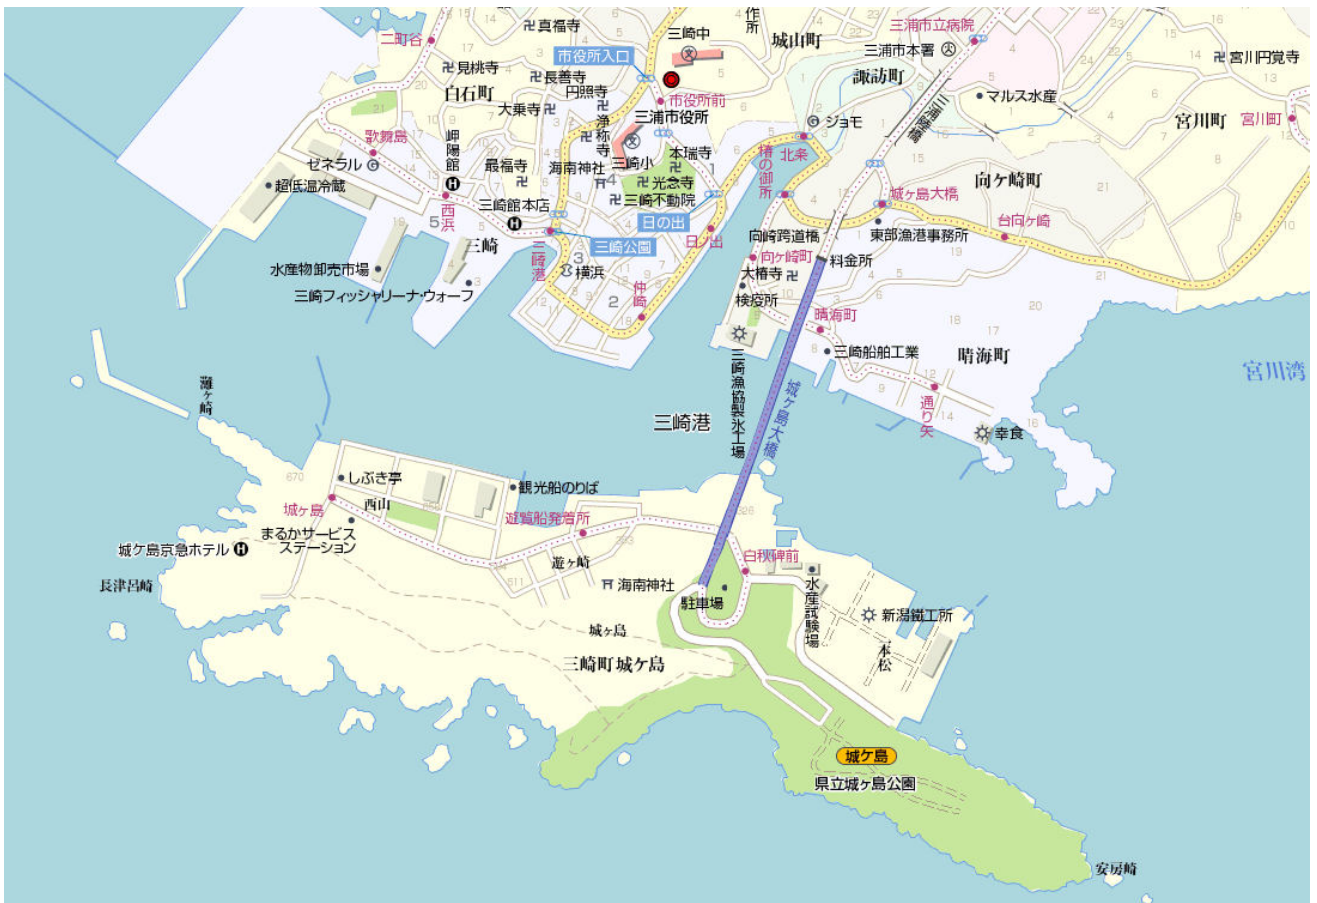 真福寺
三崎中
作所
城山町
三浦市立病院
二町谷
市役所入口
三浦市本署
宮川円覚寺
見桃寺
長善寺
諏訪町
白石町
円照寺
市役所前
マルス水産
大乗寺
三浦市役所
ジョモ
三浦陸橋
宮川町
宮川町
歌舞島
岬陽館
浄称寺
本瑞寺
北条
椿の御所
ゼネラル
最福寺
海南神社
三崎小
向ケ崎町
超低温冷蔵
光念寺
三崎不動院
城ヶ島大橋
西浜
三崎館本店
日の出
台向ヶ崎
三崎
三崎公園
日ノ出
向崎跨道橋
東部漁港事務所
三崎港
水産物卸売市場
横浜
向ヶ崎町
料金所
大椿寺
三崎フィッシャリーナ・ウォーフ
仲崎
検疫所
晴海町
三崎船舶工業
晴海町
宮川湾
灘ヶ崎
三崎漁協製氷工場
城ヶ島大橋
通り矢
三崎港
幸食
670
しぶき亭
観光船のりば
城ヶ島
西山
遊覧船発着所
まるかサービス
ステーション
城ケ島京急ホテル
遊ヶ崎
白秋碑前
長津呂崎
海南神社
駐車場
水産試験場
新潟鐵工所
城ヶ島
一本松
三崎町城ケ島
城ケ島
県立城ヶ島公園
安房崎